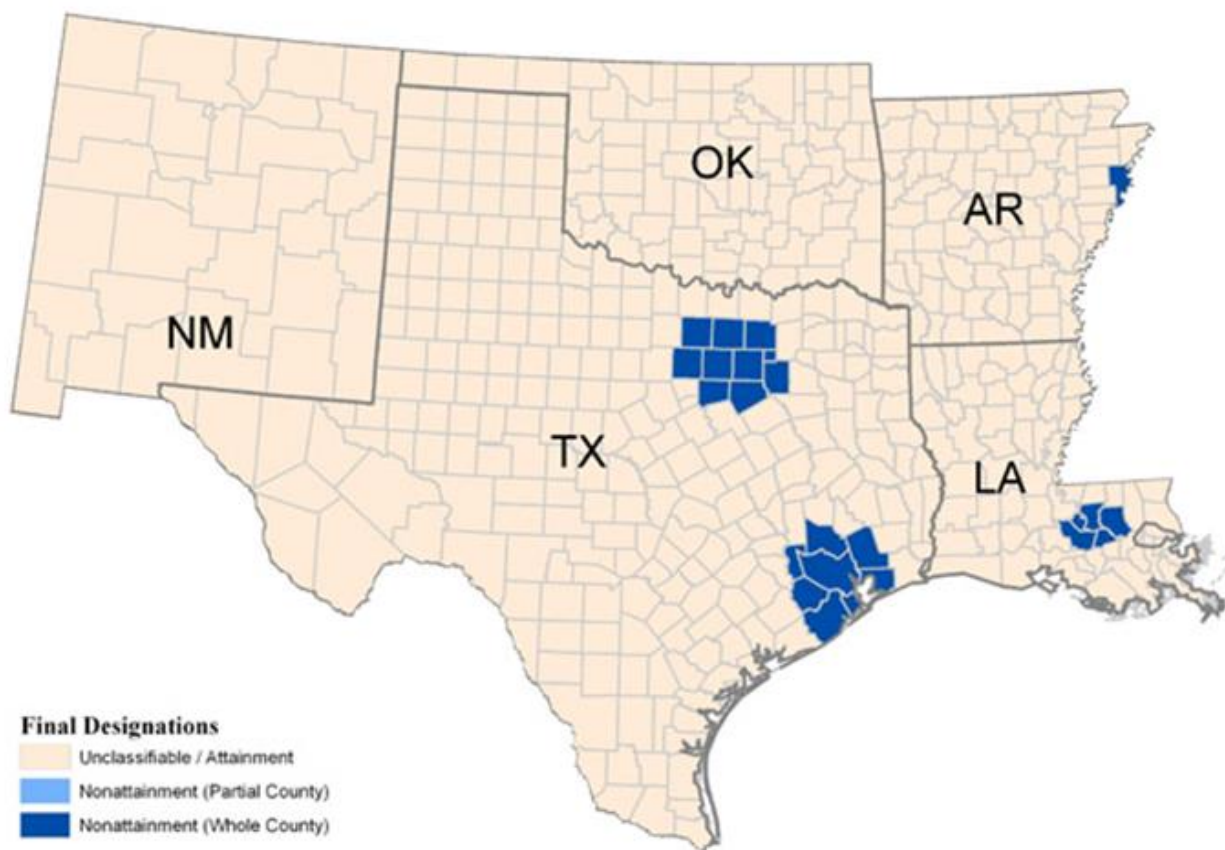 OK
AR
NM
TX
LA
Final Designations
Unclassifiable / Attainment
Nonattainment (Partial County)
Nonattainment (Whole County)